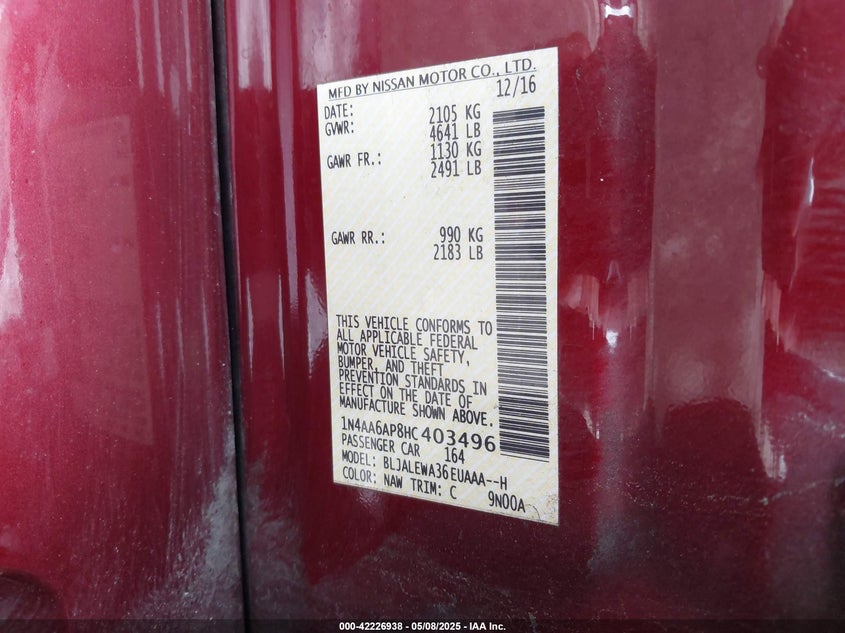 MFD BY NISSAN MOTOR CO., LTD.
DATE: 12/16
GVWR: 2105 KG
4641 LB
GAWR FR.: 1130 KG
2491 LB
GAWR RR.: 990 KG
2183 LB
THIS VEHICLE CONFORMS TO
ALL APPLICABLE FEDERAL
MOTOR VEHICLE SAFETY,
BUMPER, AND THEFT
PREVENTION STANDARDS IN
EFFECT ON THE DATE OF
MANUFACTURE SHOWN ABOVE.
1N4AA6AP8HC403496
PASSENGER CAR 164
MODEL: BLJALEWA36EUAAA--H
COLOR: NAW TRIM: C 9N00A
000-42226938 - 05/08/2025 - IAA Inc.